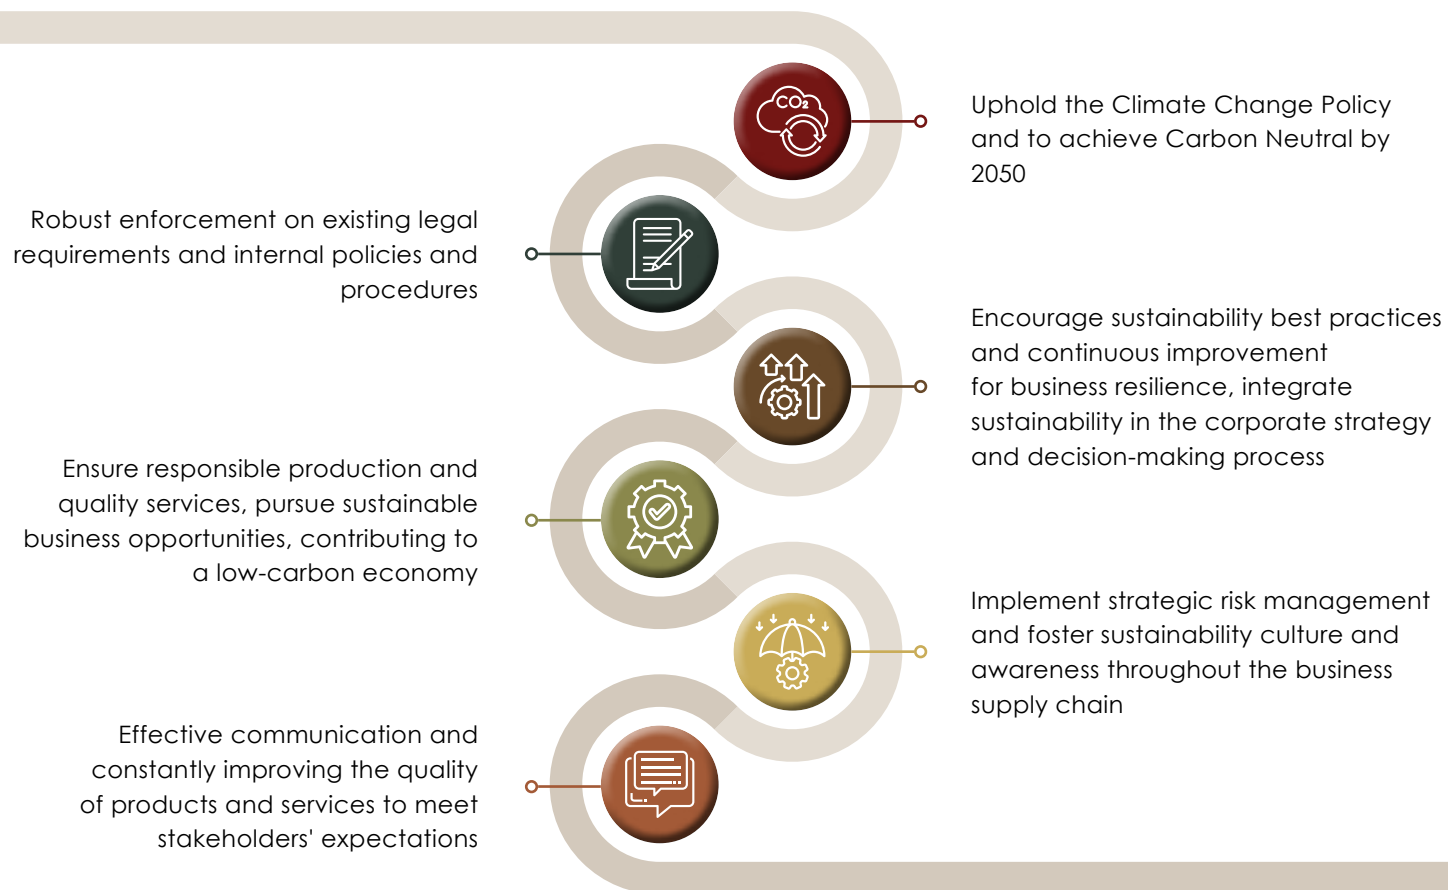 CO2
Uphold the Climate Change Policy
and to achieve Carbon Neutral by
2050
Robust enforcement on existing legal
requirements and internal policies and
procedures
Encourage sustainability best practices
and continuous improvement
for business resilience, integrate
sustainability in the corporate strategy
and decision-making process
Ensure responsible production and
quality services, pursue sustainable
business opportunities, contributing to
a low-carbon economy
Implement strategic risk management
and foster sustainability culture and
awareness throughout the business
supply chain
Effective communication and
constantly improving the quality
of products and services to meet
stakeholders' expectations